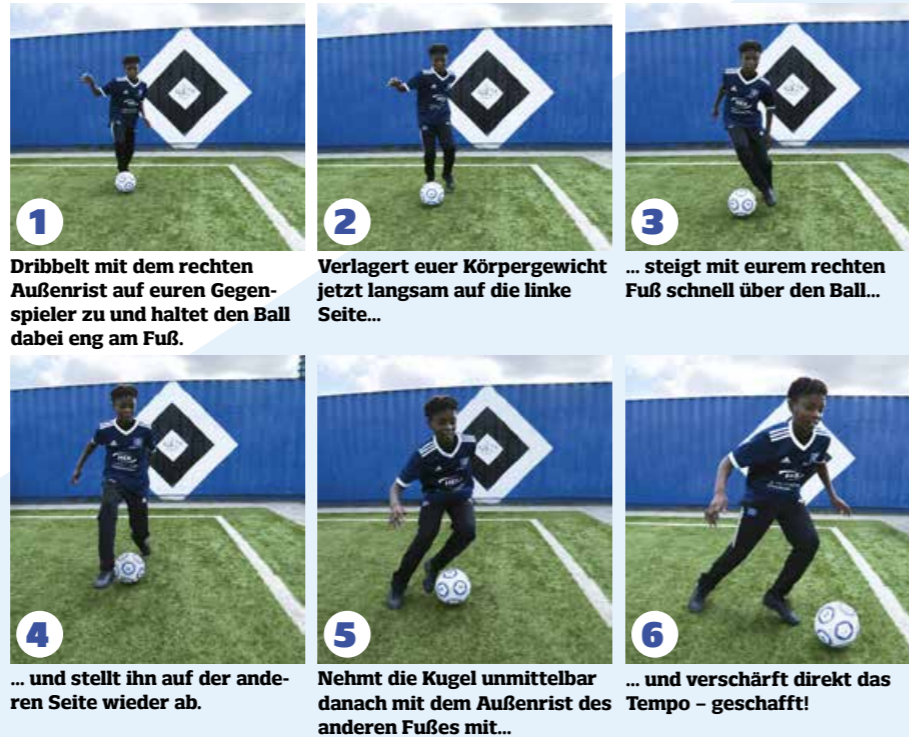 1
Dribbelt mit dem rechten
Außenrist auf euren Gegen-
spieler zu und haltet den Ball
dabei eng am Fuß.
2
Verlagert euer Körpergewicht
jetzt langsam auf die linke
Seite...
3
... steigt mit eurem rechten
Fuß schnell über den Ball...
4
... und stellt ihn auf der ande-
ren Seite wieder ab.
5
Nehmt die Kugel unmittelbar
danach mit dem Außenrist des
anderen Fußes mit...
6
... und verschärft direkt das
Tempo – geschafft!